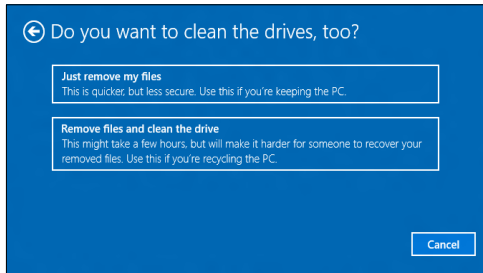 Do you want to clean the drives, too?
Just remove my files
This is quicker, but less secure. Use this if you're keeping the PC.
Remove files and clean the drive
This might take a few hours, but will make it harder for someone to recover your
removed files. Use this if you're recycling the PC.
Cancel